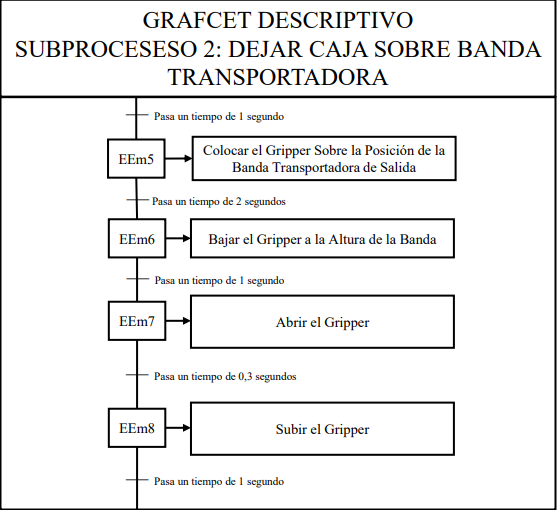 GRAFCET DESCRIPTIVO
SUBPROCESESO 2: DEJAR CAJA SOBRE BANDA
TRANSPORTADORA
Pasa un tiempo de 1 segundo
EEm5
Colocar el Gripper Sobre la Posición de la
Banda Transportadora de Salida
Pasa un tiempo de 2 segundos
EEm6
Bajar el Gripper a la Altura de la Banda
Pasa un tiempo de 1 segundo
EEm7
Abrir el Gripper
Pasa un tiempo de 0,3 segundos
EEm8
Subir el Gripper
Pasa un tiempo de 1 segundo